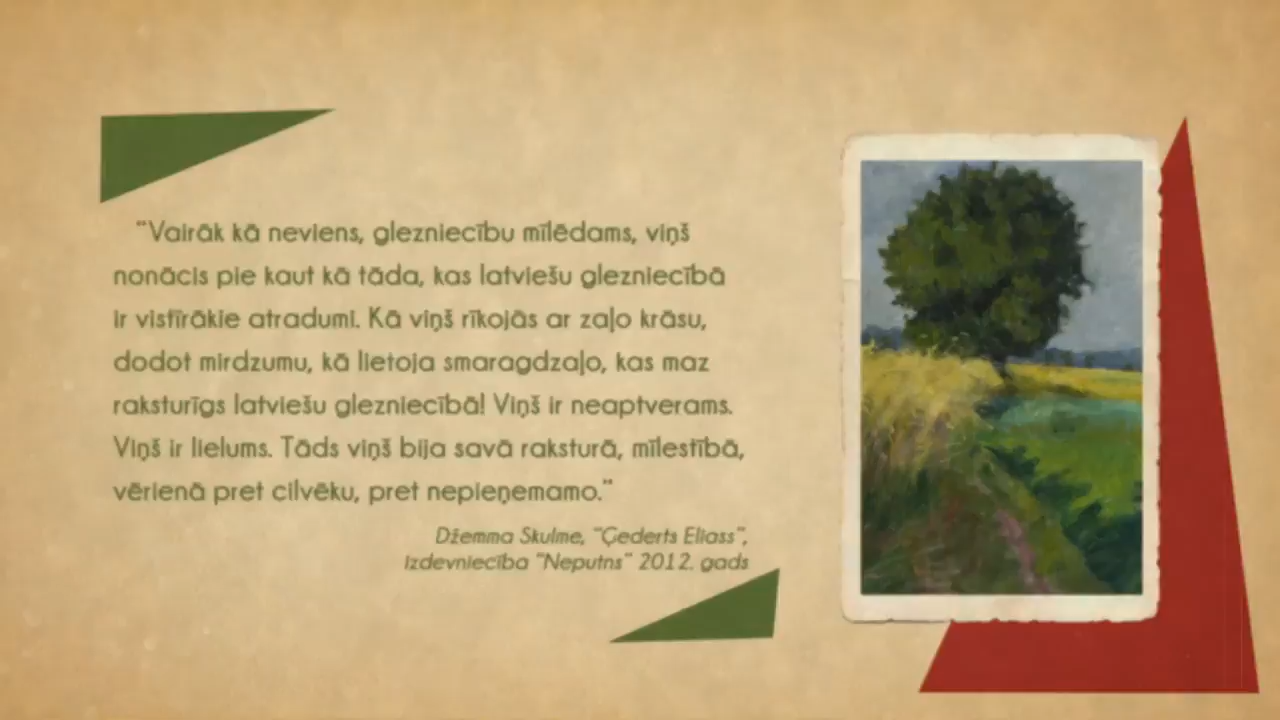 “Vairāk kā neviens, glezniecību mīlēdams, viņš
nonācis pie kaut kā tāda, kas latviešu glezniecībā
ir vistīrākie atradumi. Kā viņš rīkojās ar zaļo krāsu,
dodot mirdzumu, kā lietoja smaragdzaļo, kas maz
raksturīgs latviešu glezniecībā! Viņš ir neaptverams.
Viņš ir lielums. Tāds viņš bija savā raksturā, mīlestībā,
vērienā pret cilvēku, pret nepieņemamo.”
Džemma Skulme, “Ģederts Eliass”,
izdevniecība “Neputns” 2012. gads